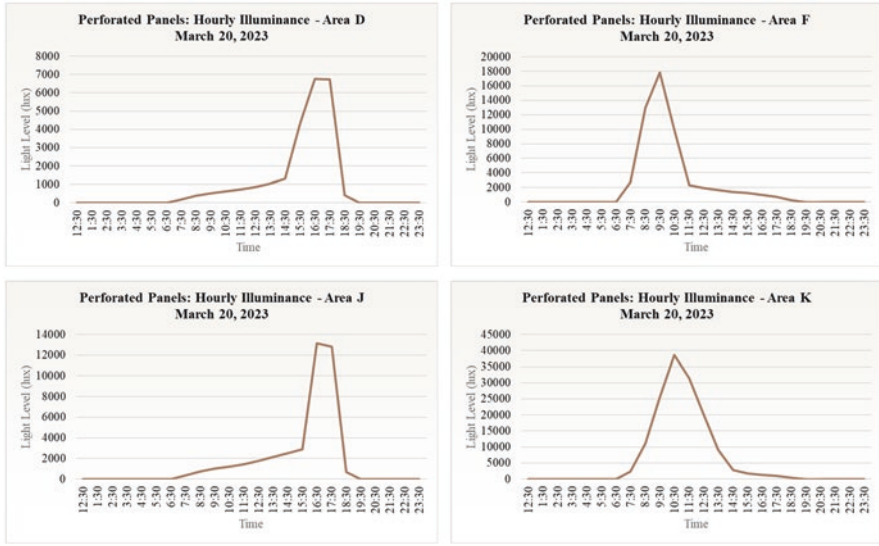 Perforated Panels: Hourly Illuminance - Area D
March 20, 2023
Light Level (lux)
8000
7000
6000
5000
4000
3000
2000
1000
0
12:30 1:30 2:30 3:30 4:30 5:30 6:30 7:30 8:30 9:30 10:30 11:30 12:30 13:30 14:30 15:30 16:30 17:30 18:30 19:30 20:30 21:30 22:30 23:30
Time
Perforated Panels: Hourly Illuminance - Area F
March 20, 2023
Light Level (lux)
20000
18000
16000
14000
12000
10000
8000
6000
4000
2000
0
12:30 1:30 2:30 3:30 4:30 5:30 6:30 7:30 8:30 9:30 10:30 11:30 12:30 13:30 14:30 15:30 16:30 17:30 18:30 19:30 20:30 21:30 22:30 23:30
Time
Perforated Panels: Hourly Illuminance - Area J
March 20, 2023
Light Level (lux)
14000
12000
10000
8000
6000
4000
2000
0
12:30 1:30 2:30 3:30 4:30 5:30 6:30 7:30 8:30 9:30 10:30 11:30 12:30 13:30 14:30 15:30 16:30 17:30 18:30 19:30 20:30 21:30 22:30 23:30
Time
Perforated Panels: Hourly Illuminance - Area K
March 20, 2023
Light Level (lux)
45000
40000
35000
30000
25000
20000
15000
10000
5000
0
12:30 1:30 2:30 3:30 4:30 5:30 6:30 7:30 8:30 9:30 10:30 11:30 12:30 13:30 14:30 15:30 16:30 17:30 18:30 19:30 20:30 21:30 22:30 23:30
Time